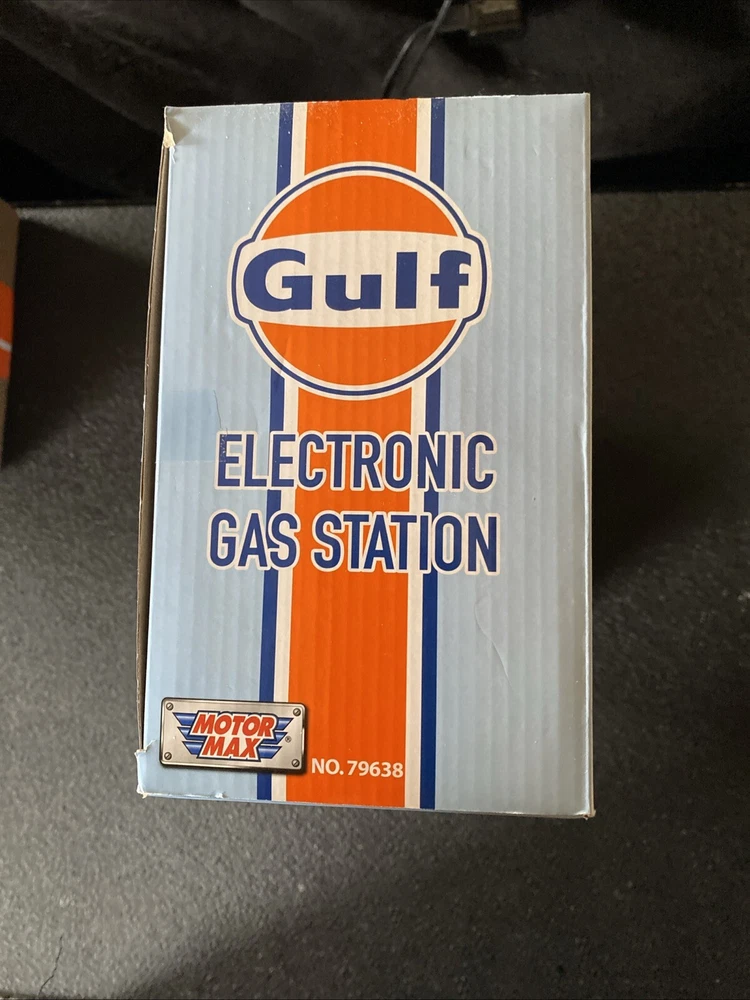 Gulf
ELECTRONIC
GAS STATION
MOTOR
MAX®
NO. 79638